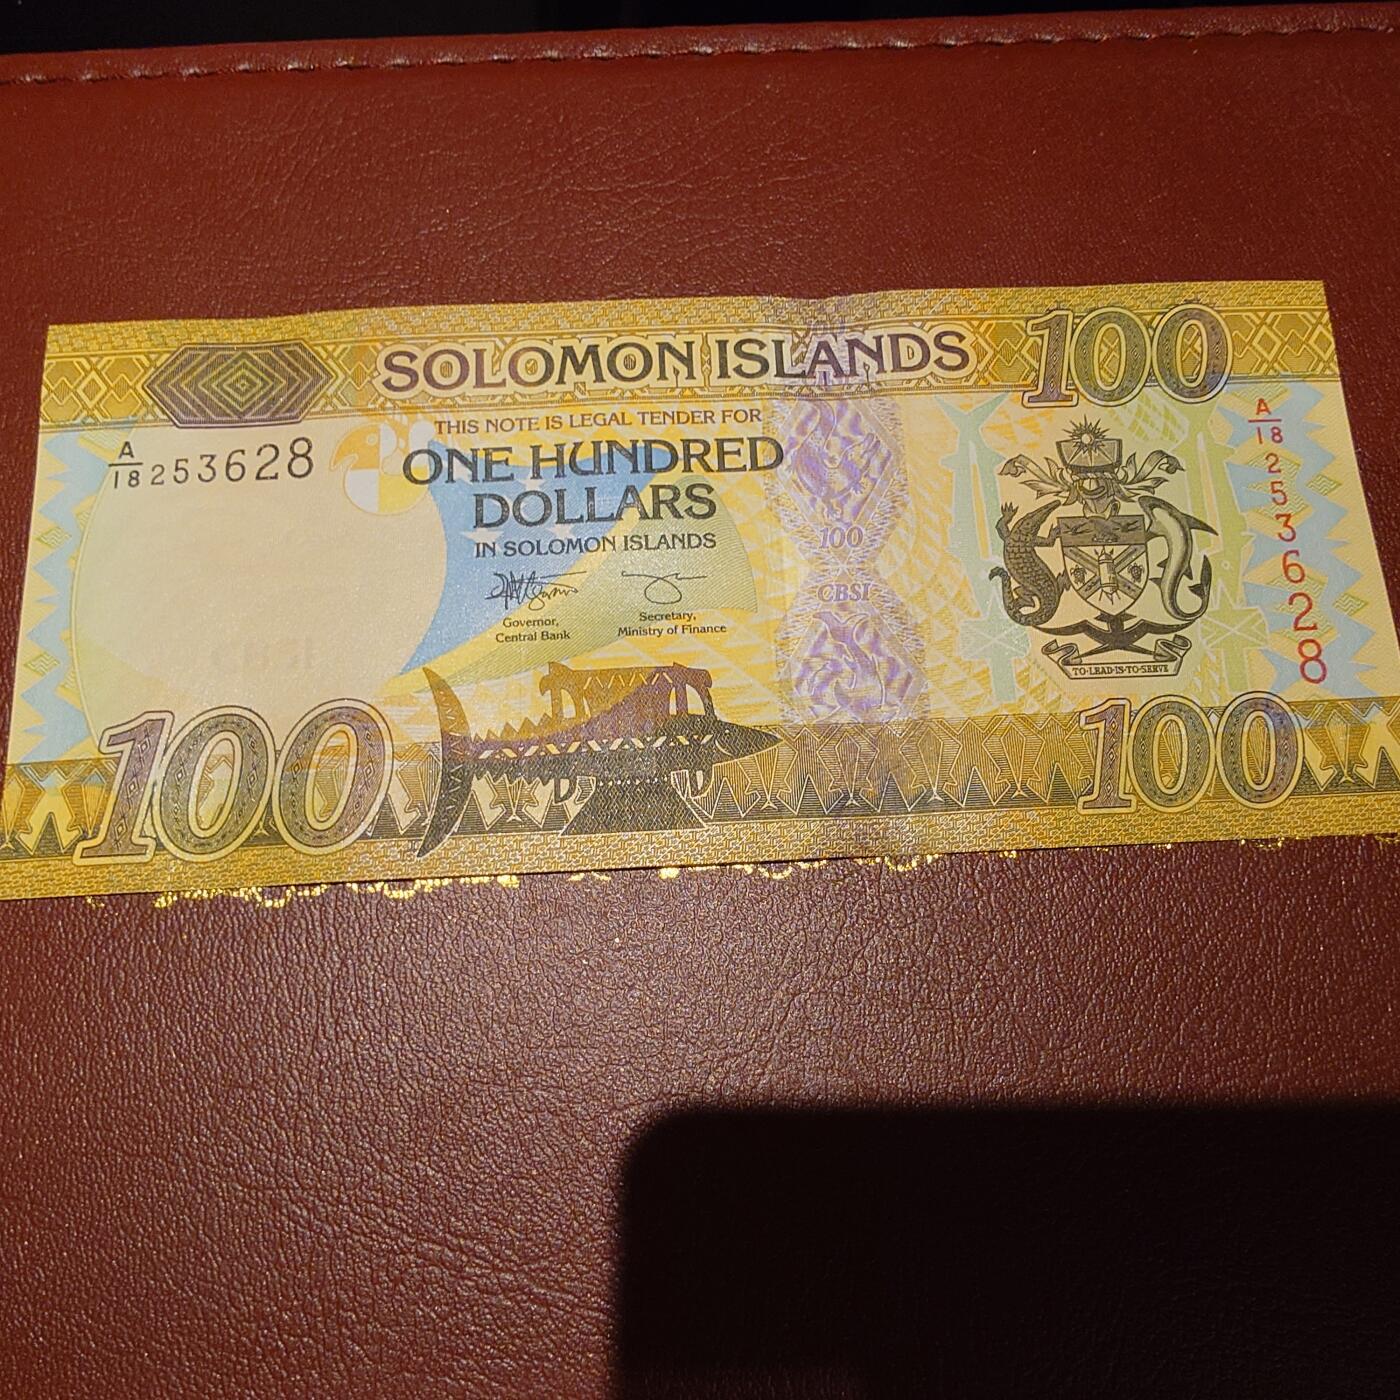 SOLOMON ISLANDS
100
THIS NOTE IS LEGAL TENDER FOR
ONE HUNDRED
DOLLARS
IN SOLOMON ISLANDS
A/18 253628
A/18 253628
Governor,
Central Bank
Secretary,
Ministry of Finance
100
CBSI
TO·LEAD·IS·TO·SERVE
100
100